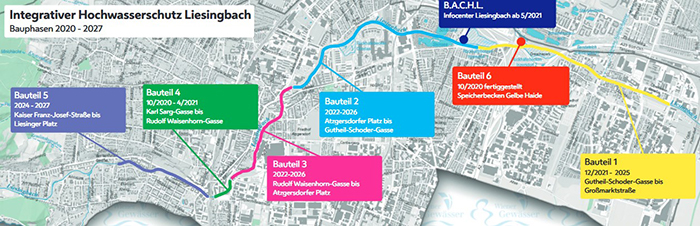 Integrativer Hochwasserschutz Liesingbach
Bauphasen 2020 - 2027
B.A.C.H.L.
Infocenter Liesingbach ab 5/2021
Bauteil 6
10/2020 fertiggestellt
Speicherbecken Gelbe Haide
Bauteil 5
2024 - 2027
Kaiser Franz-Josef-Straße bis
Liesinger Platz
Bauteil 4
10/2020 - 4/2021
Karl Sarg-Gasse bis
Rudolf Waisenhorn-Gasse
Bauteil 2
2022-2026
Atzgersdorfer Platz bis
Gutheil-Schoder-Gasse
Bauteil 3
2022-2026
Rudolf Waisenhorn-Gasse bis
Atzgersdorfer Platz
Bauteil 1
12/2021 - 2025
Gutheil-Schoder-Gasse bis
Großmarktstraße
Gewässer